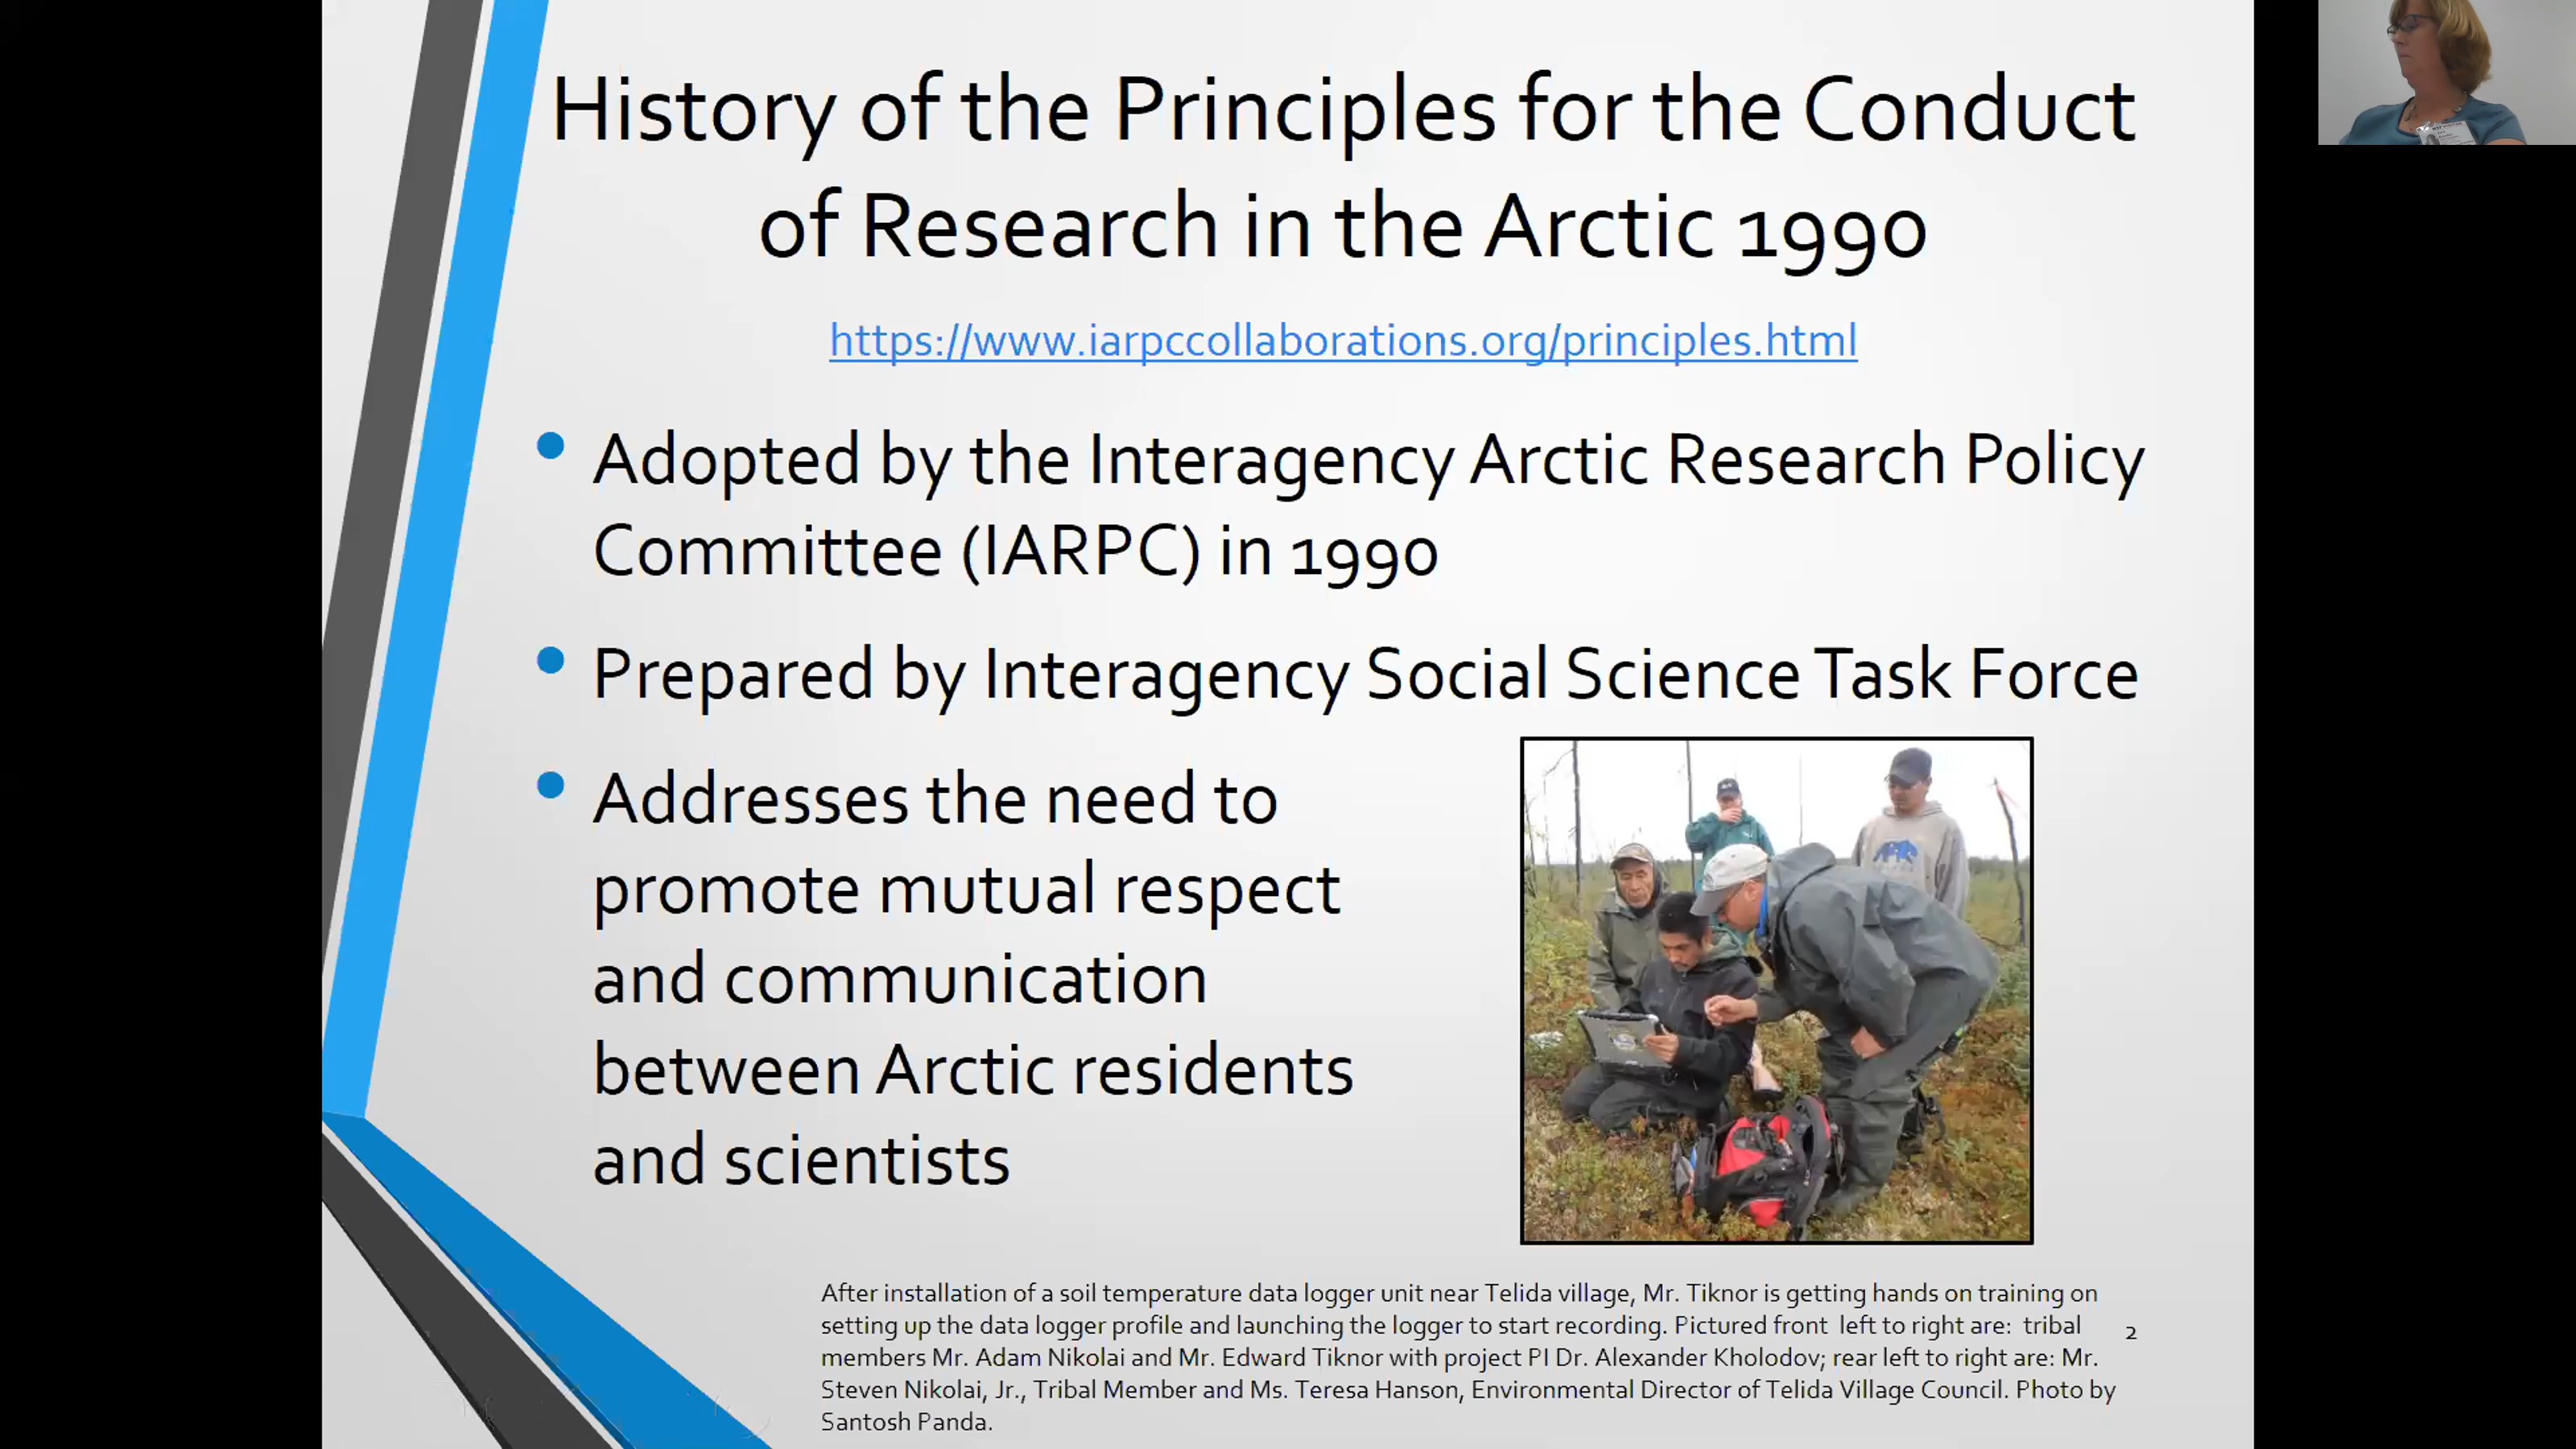 History of the Principles for the Conduct
of Research in the Arctic 1990
https://www.iarpccollaborations.org/principles.html
• Adopted by the Interagency Arctic Research Policy
Committee (IARPC) in 1990
• Prepared by Interagency Social Science Task Force
• Addresses the need to
promote mutual respect
and communication
between Arctic residents
and scientists
After installation of a soil temperature data logger unit near Telida village, Mr. Tiknor is getting hands on training on
setting up the data logger profile and launching the logger to start recording. Pictured front left to right are: tribal
members Mr. Adam Nikolai and Mr. Edward Tiknor with project PI Dr. Alexander Kholodov; rear left to right are: Mr.
Steven Nikolai, Jr., Tribal Member and Ms. Teresa Hanson, Environmental Director of Telida Village Council. Photo by
Santosh Panda.
2